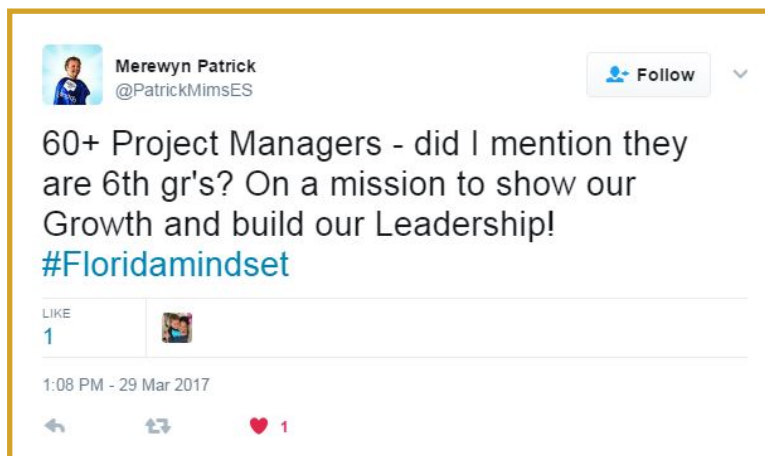 Merewyn Patrick
@PatrickMimsES
Follow
60+ Project Managers - did I mention they
are 6th gr's? On a mission to show our
Growth and build our Leadership!
#Floridamindset
LIKE
1
1:08 PM - 29 Mar 2017
1